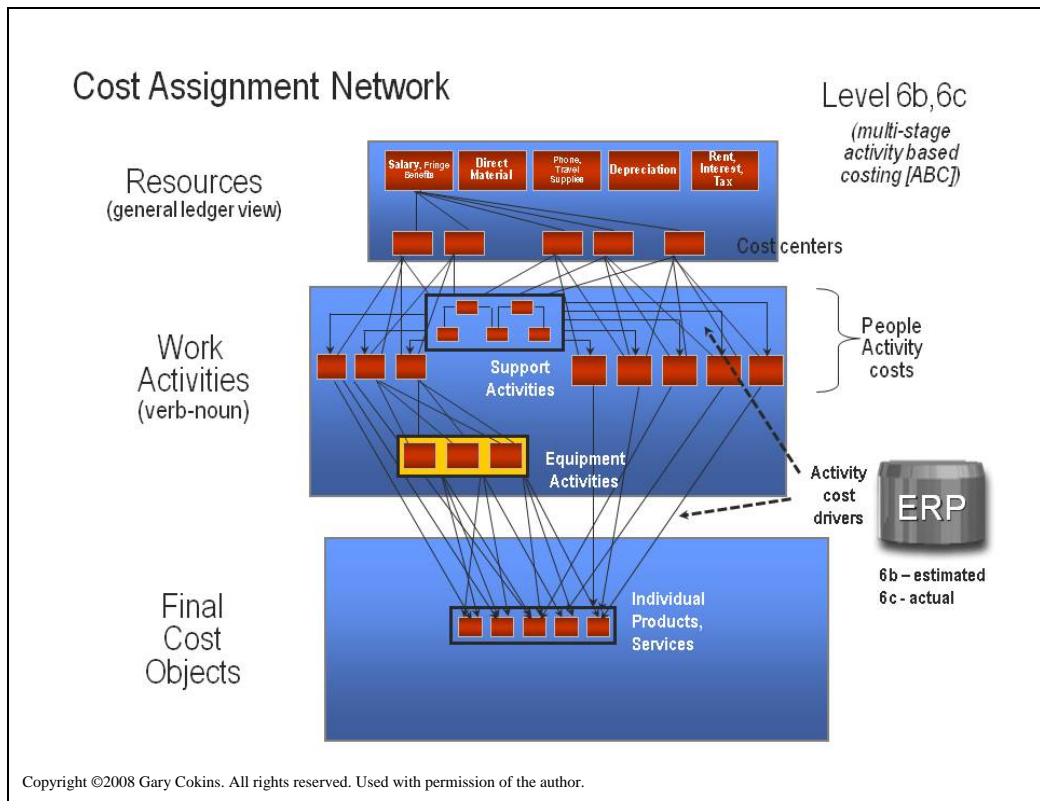 Cost Assignment Network
Level 6b,6c
(multi-stage
activity based
costing [ABC])
Resources
(general ledger view)
Salary, Fringe
Benefits
Direct
Material
Phone,
Travel
Supplies
Depreciation
Rent,
Interest,
Tax
Cost centers
Work
Activities
(verb-noun)
Support
Activities
People
Activity
costs
Equipment
Activities
Activity
cost
drivers
ERP
6b – estimated
6c - actual
Final
Cost
Objects
Individual
Products,
Services
Copyright ©2008 Gary Cokins. All rights reserved. Used with permission of the author.